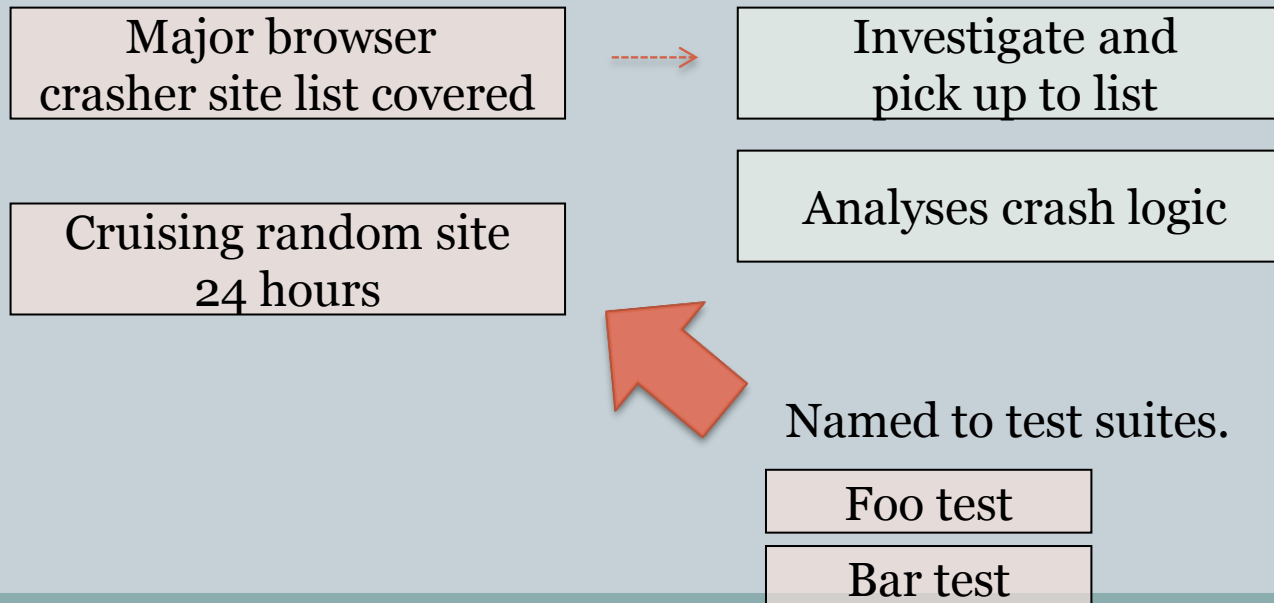 Major browser
crasher site list covered
Investigate and
pick up to list
Analyses crash logic
Cruising random site
24 hours
Named to test suites.
Foo test
Bar test